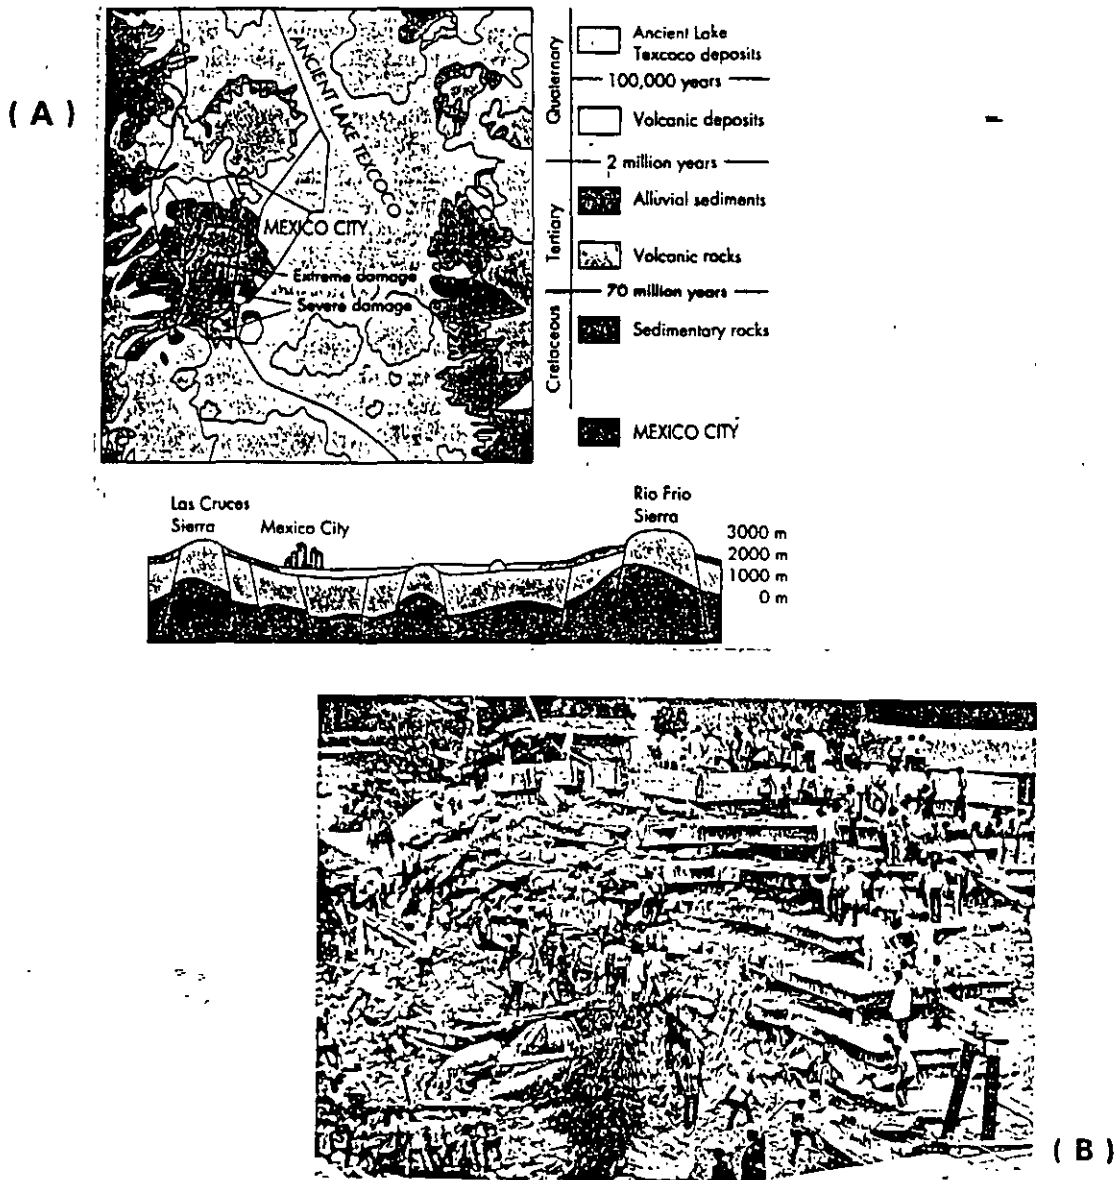 ( A )
ANCIENT LAKE TEXCOCO
MEXICO CITY
Extreme damage
Severe damage
Quaternary
Ancient Lake
Texcoco deposits
100,000 years
Volcanic deposits
2 million years
Tertiary
Alluvial sediments
Volcanic rocks
70 million years
Cretaceous
Sedimentary rocks
MEXICO CITY
Las Cruces
Sierra
Mexico City
Rio Frio
Sierra
3000 m
2000 m
1000 m
0 m
( B )